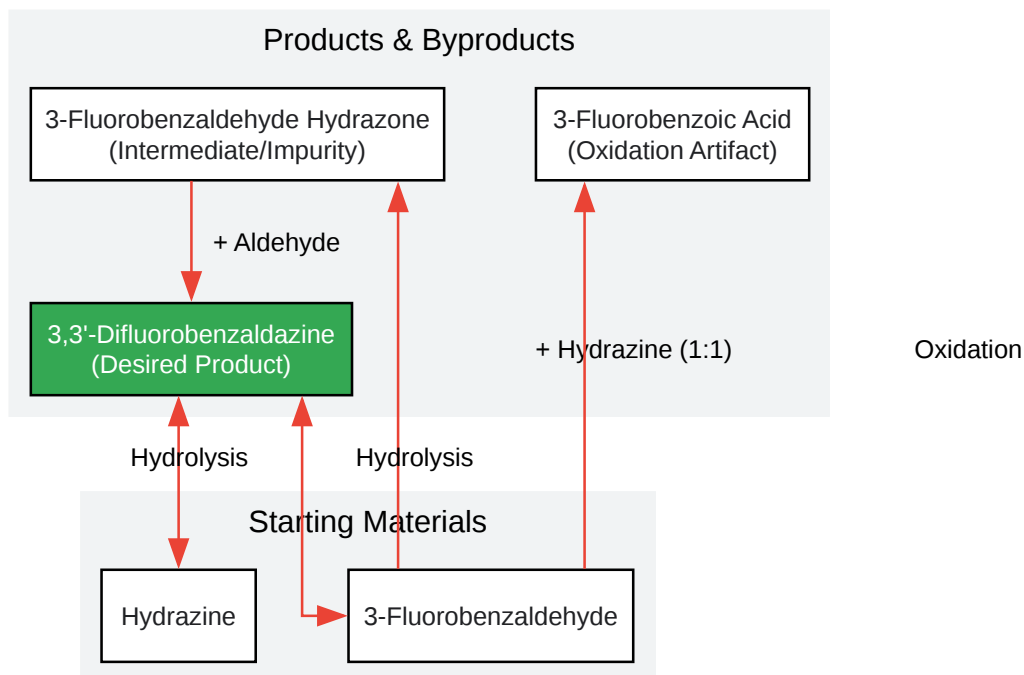 Products & Byproducts
3-Fluorobenzaldehyde Hydrazone
(Intermediate/Impurity)
3-Fluorobenzoic Acid
(Oxidation Artifact)
+ Aldehyde
3,3'-Difluorobenzaldazine
(Desired Product)
+ Hydrazine (1:1)
Oxidation
Hydrolysis
Hydrolysis
Starting Materials
Hydrazine
3-Fluorobenzaldehyde